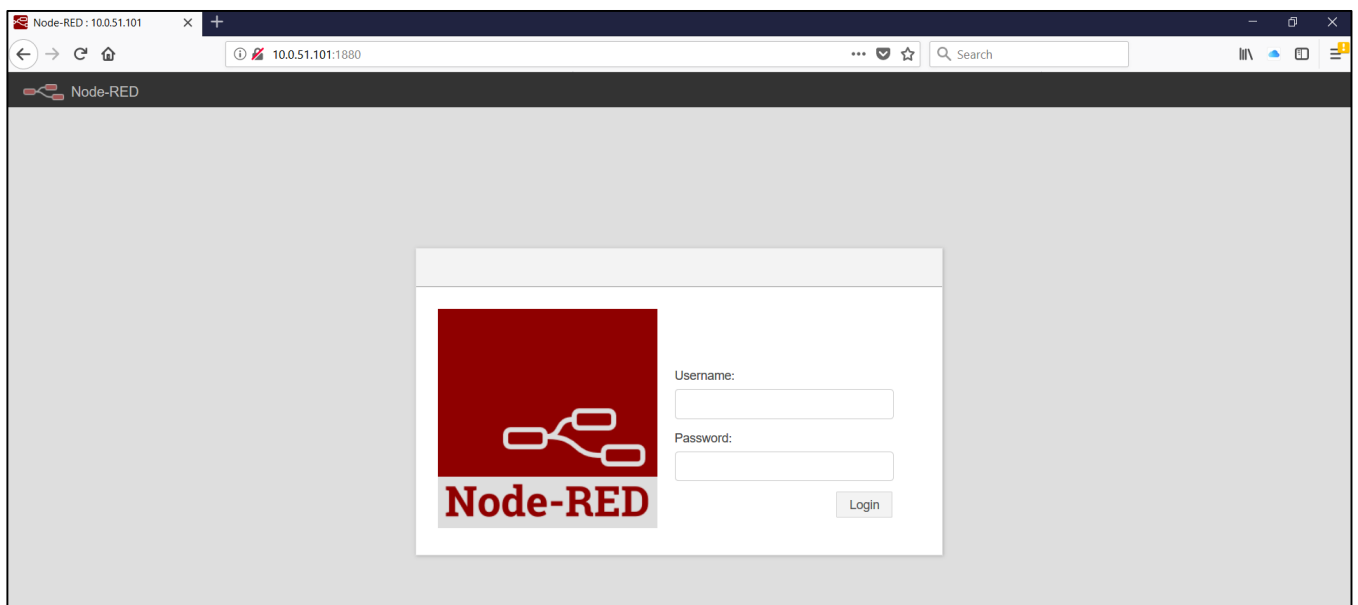 Node-RED : 10.0.51.101
10.0.51.101:1880
Search
Node-RED
Username:
Password:
Node-RED
Login